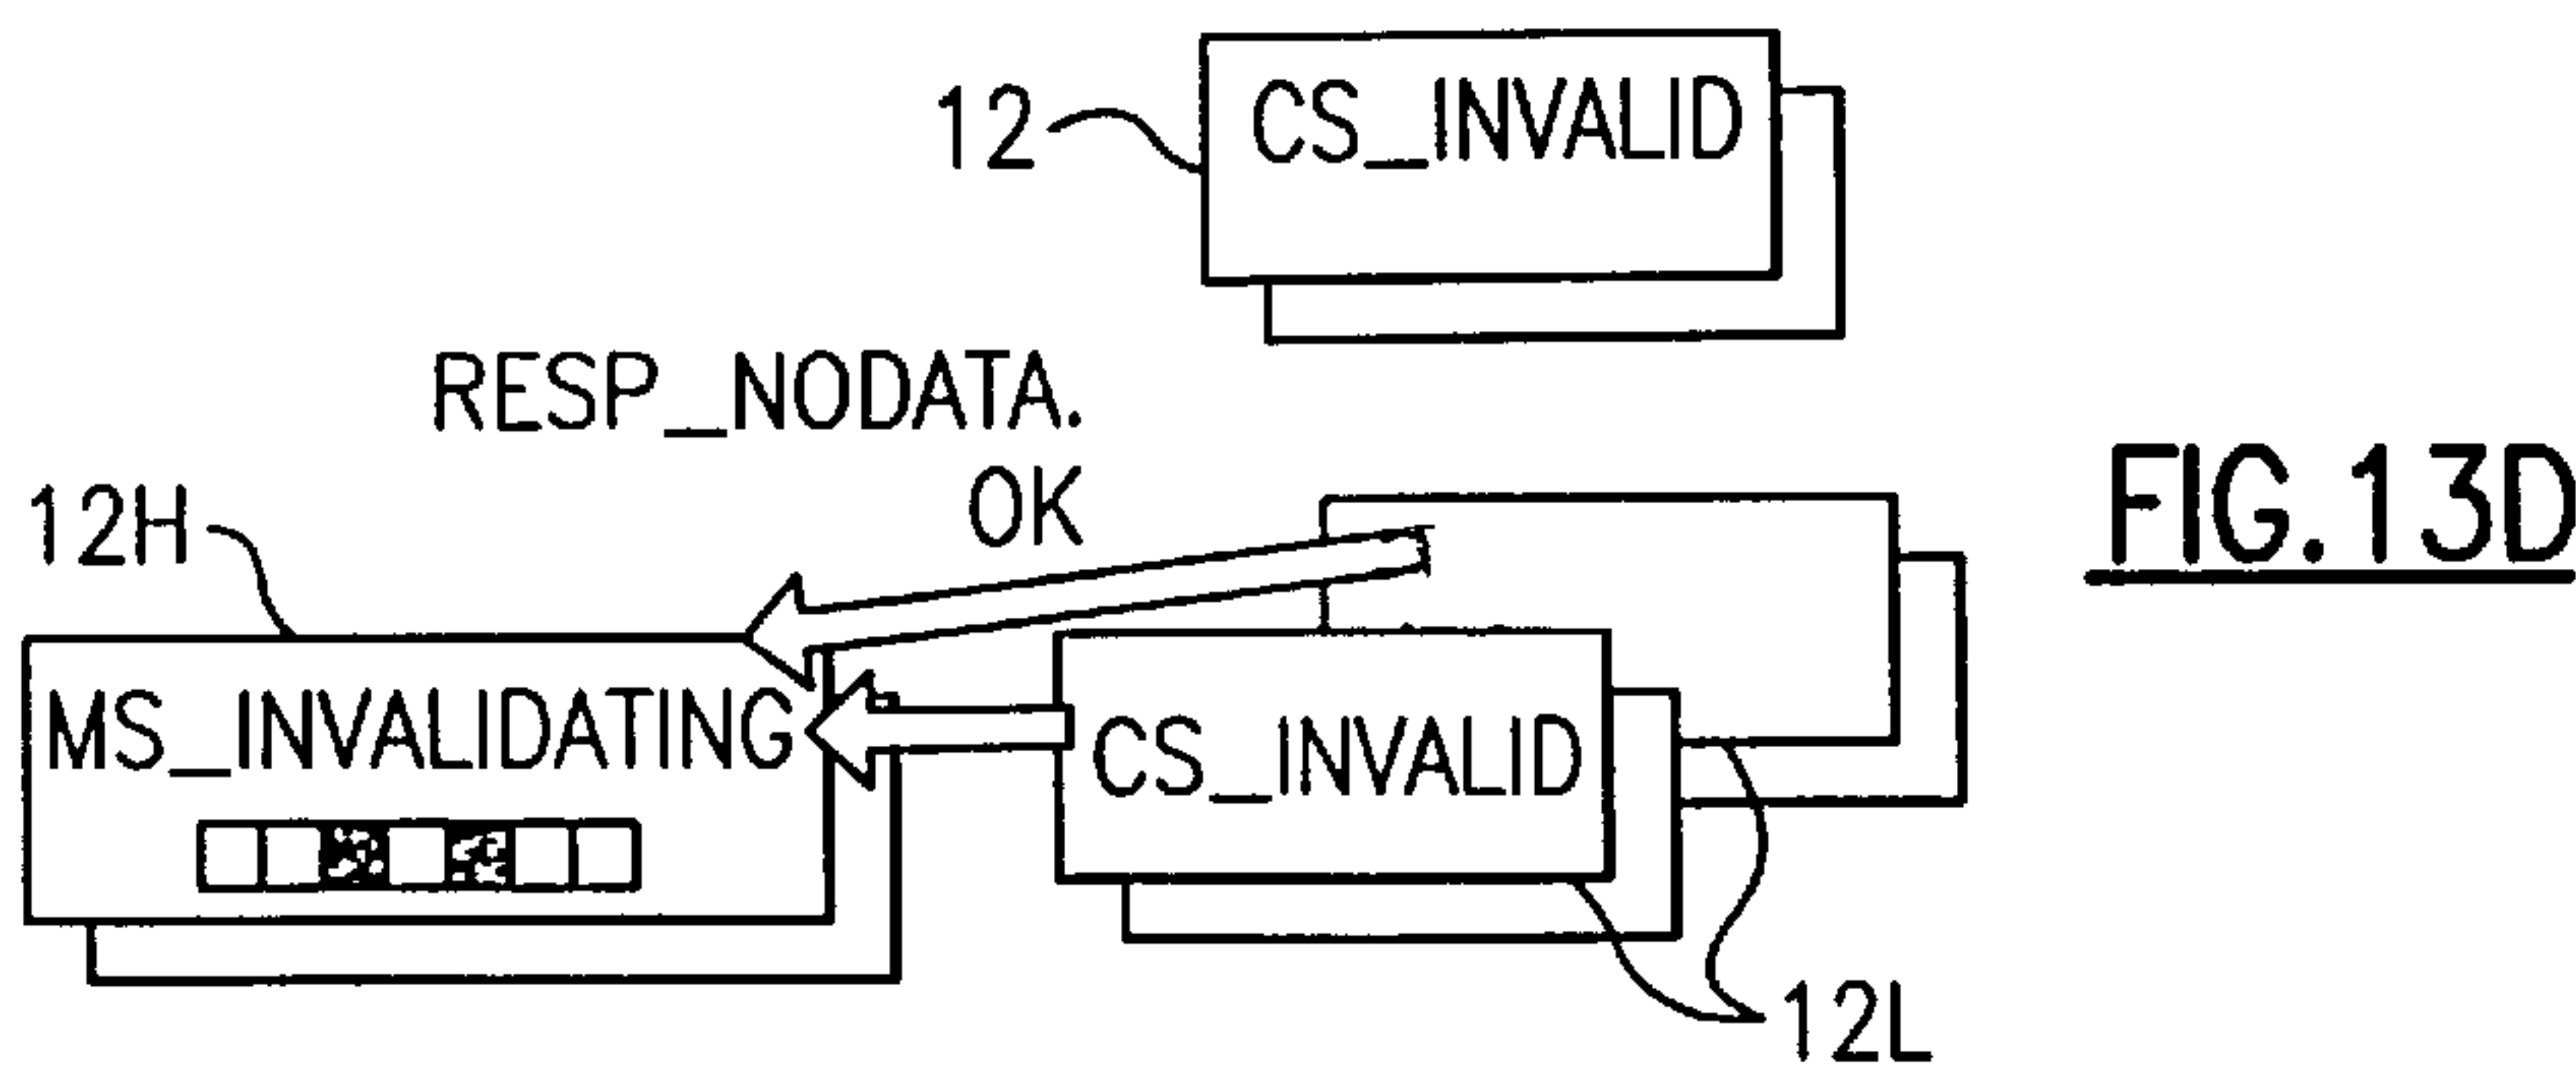 12
CS_INVALID
RESP_NODATA.
OK
FIG.13D
12H
MS_INVALIDATING
CS_INVALID
12L